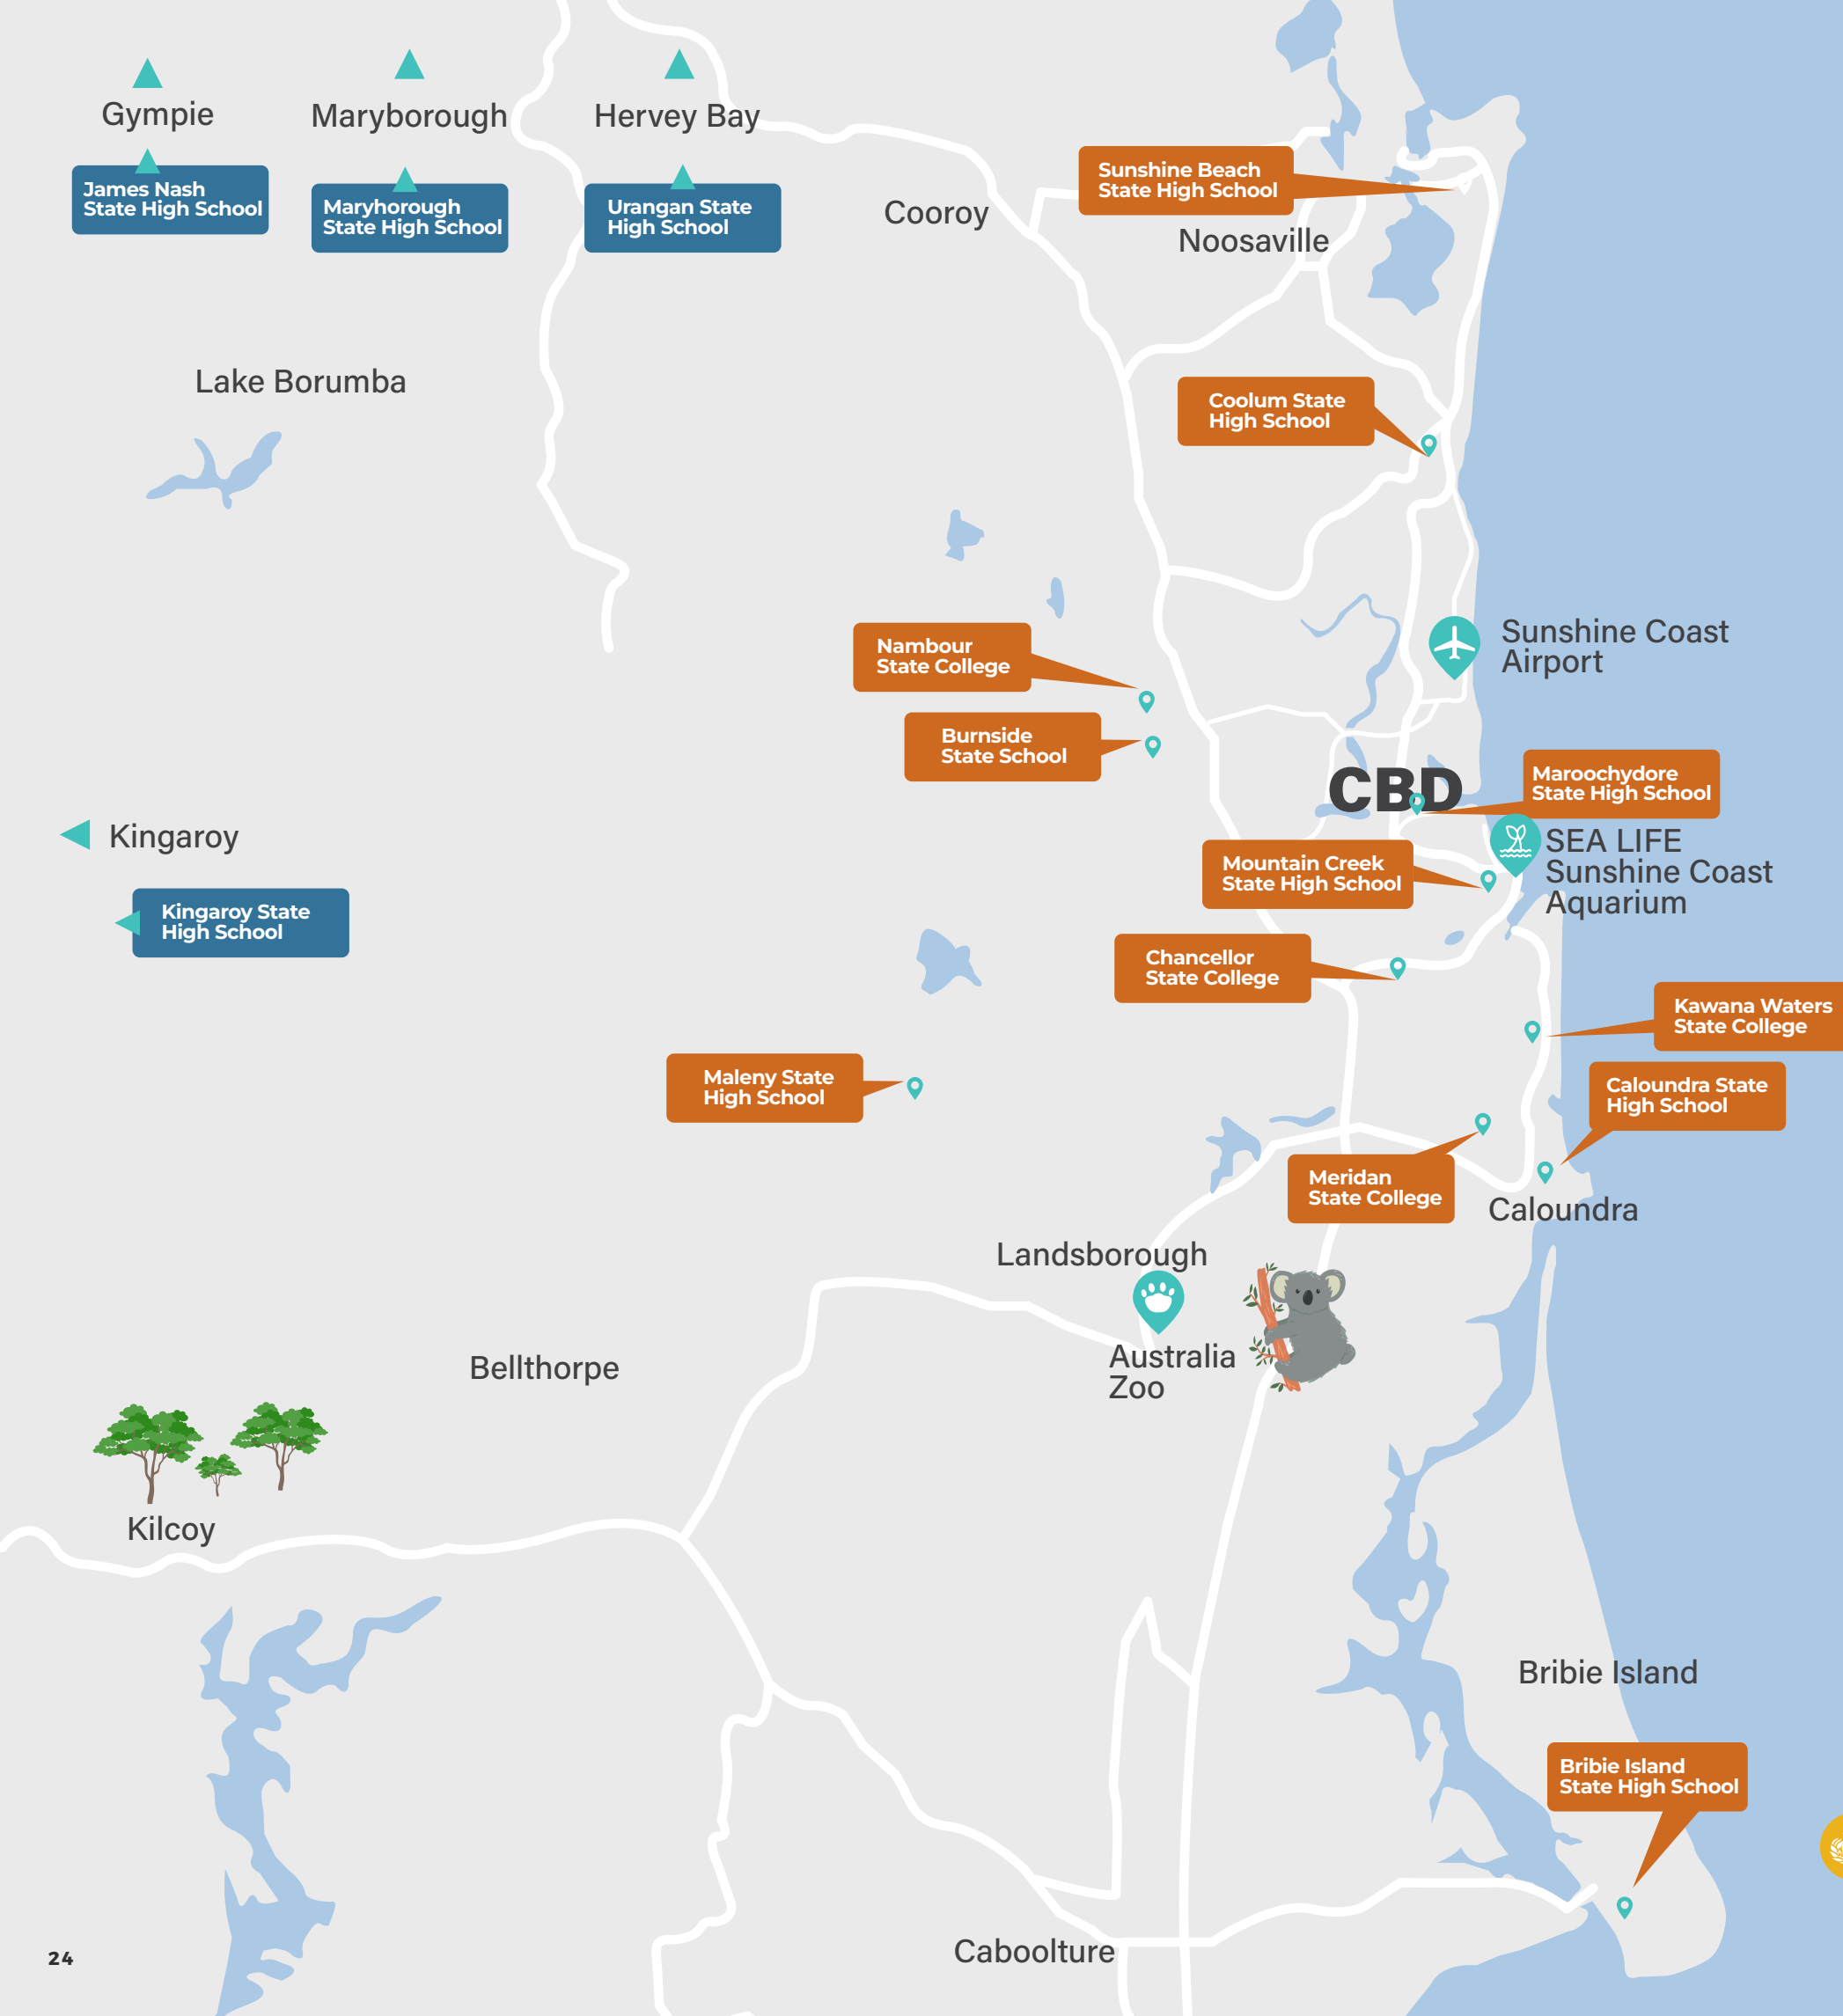 Gympie
James Nash
State High School
Maryborough
Maryhorough
State High School
Hervey Bay
Urangan State
High School
Cooroy
Sunshine Beach
State High School
Noosaville
Lake Borumba
Coolum State
High School
Sunshine Coast
Airport
Nambour
State College
Burnside
State School
CBD
Maroochydore
State High School
Kingaroy
SEA LIFE
Sunshine Coast
Aquarium
Mountain Creek
State High School
Kingaroy State
High School
Chancellor
State College
Kawana Waters
State College
Maleny State
High School
Caloundra State
High School
Meridan
State College
Caloundra
Landsborough
Australia
Zoo
Bellthorpe
Kilcoy
Bribie Island
Bribie Island
State High School
Caboolture
24